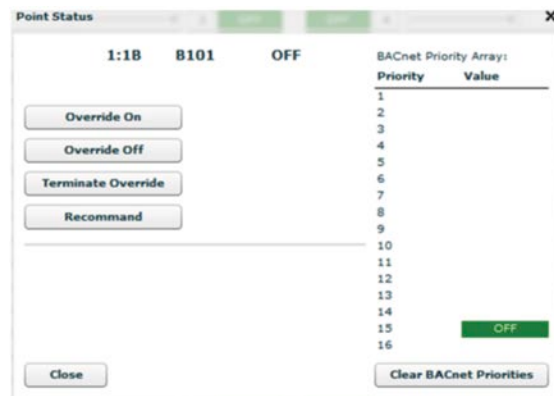 Point Status
X
1:1B B101 OFF
BACnet Priority Array:
Priority Value
1
2
3
4
5
6
7
8
9
10
11
12
13
14
15 OFF
16
Override On
Override Off
Terminate Override
Recommand
Close
Clear BACnet Priorities